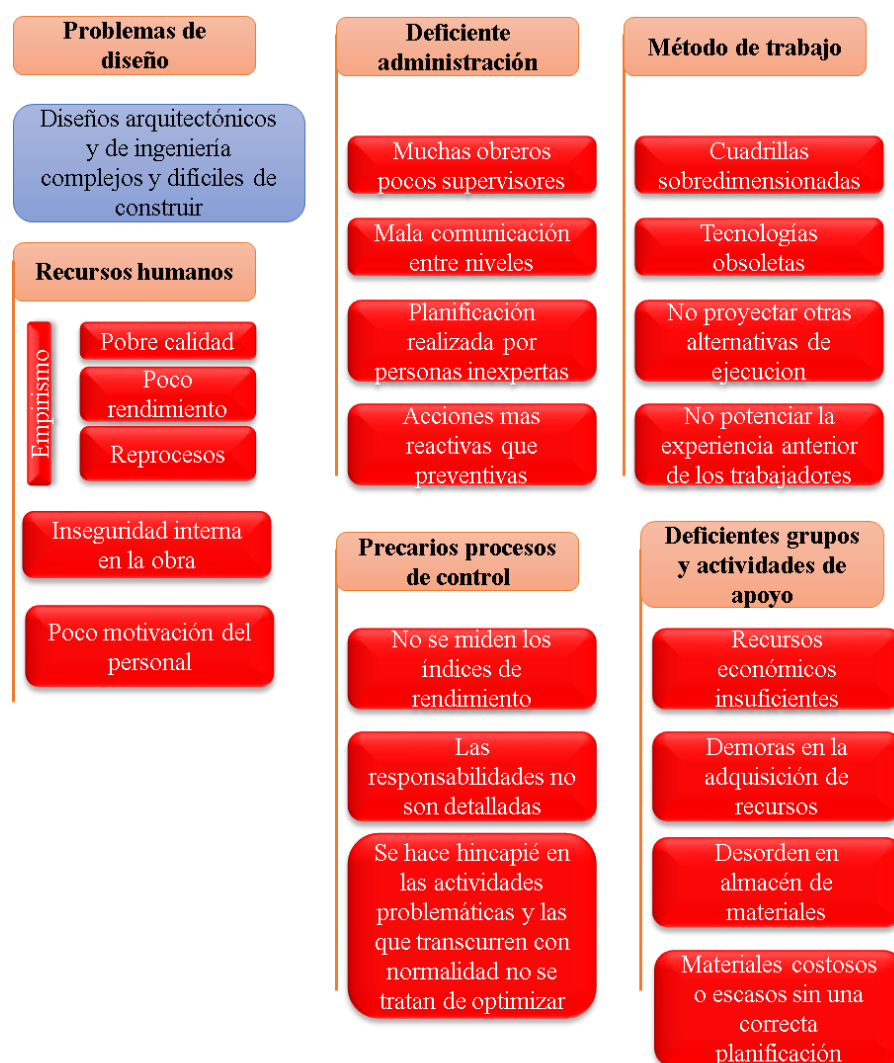 Problemas de
diseño
Diseños arquitectónicos
y de ingeniería
complejos y difíciles de
construir
Recursos humanos
Empirismo
Pobre calidad
Poco
rendimiento
Reprocesos
Inseguridad interna
en la obra
Poco motivación del
personal
Deficiente
administración
Muchas obreros
pocos supervisores
Mala comunicación
entre niveles
Planificación
realizada por
personas inexpertas
Acciones mas
reactivas que
preventivas
Método de trabajo
Cuadrillas
sobredimensionadas
Tecnologías
obsoletas
No proyectar otras
alternativas de
ejecucion
No potenciar la
experiencia anterior
de los trabajadores
Precarios procesos
de control
No se miden los
índices de
rendimiento
Las
responsabilidades no
son detalladas
Se hace hincapié en
las actividades
problemáticas y las
que transcurren con
normalidad no se
tratan de optimizar
Deficientes grupos
y actividades de
apoyo
Recursos
económicos
insuficientes
Demoras en la
adquisición de
recursos
Desorden en
almacén de
materiales
Materiales costosos
o escasos sin una
correcta
planificación